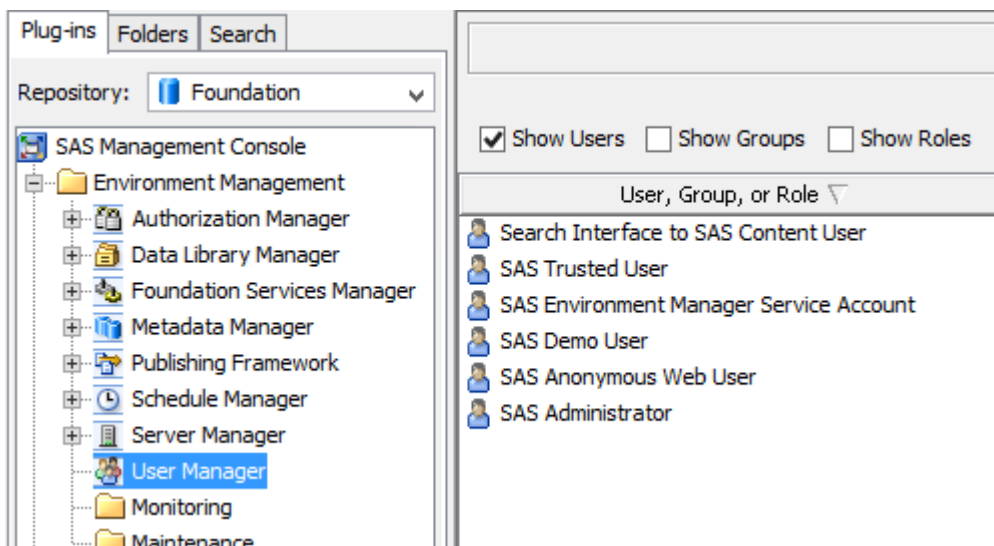 Plug-ins Folders Search
Repository: Foundation
SAS Management Console
Environment Management
Authorization Manager
Data Library Manager
Foundation Services Manager
Metadata Manager
Publishing Framework
Schedule Manager
Server Manager
User Manager
Monitoring
Maintenance
Show Users Show Groups Show Roles
User, Group, or Role
Search Interface to SAS Content User
SAS Trusted User
SAS Environment Manager Service Account
SAS Demo User
SAS Anonymous Web User
SAS Administrator